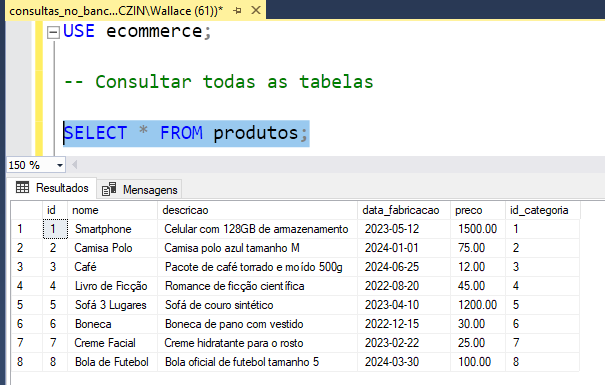 consultas_no_banc...CZIN\Wallace (61))*
USE ecommerce;
-- Consultar todas as tabelas
SELECT * FROM produtos;
150 %
Resultados Mensagens
id nome descricao data_fabricacao preco id_categoria
1 1 Smartphone Celular com 128GB de amazenamento 2023-05-12 1500.00 1
2 2 Camisa Polo Camisa polo azul tamanho M 2024-01-01 75.00 2
3 3 Café Pacote de café torrado e moído 500g 2024-06-25 12.00 3
4 4 Livro de Ficção Romance de ficção científica 2022-08-20 45.00 4
5 5 Sofá 3 Lugares Sofá de couro sintético 2023-04-10 1200.00 5
6 6 Boneca Boneca de pano com vestido 2022-12-15 30.00 6
7 7 Creme Facial Creme hidratante para o rosto 2023-02-22 25.00 7
8 8 Bola de Futebol Bola oficial de futebol tamanho 5 2024-03-30 100.00 8